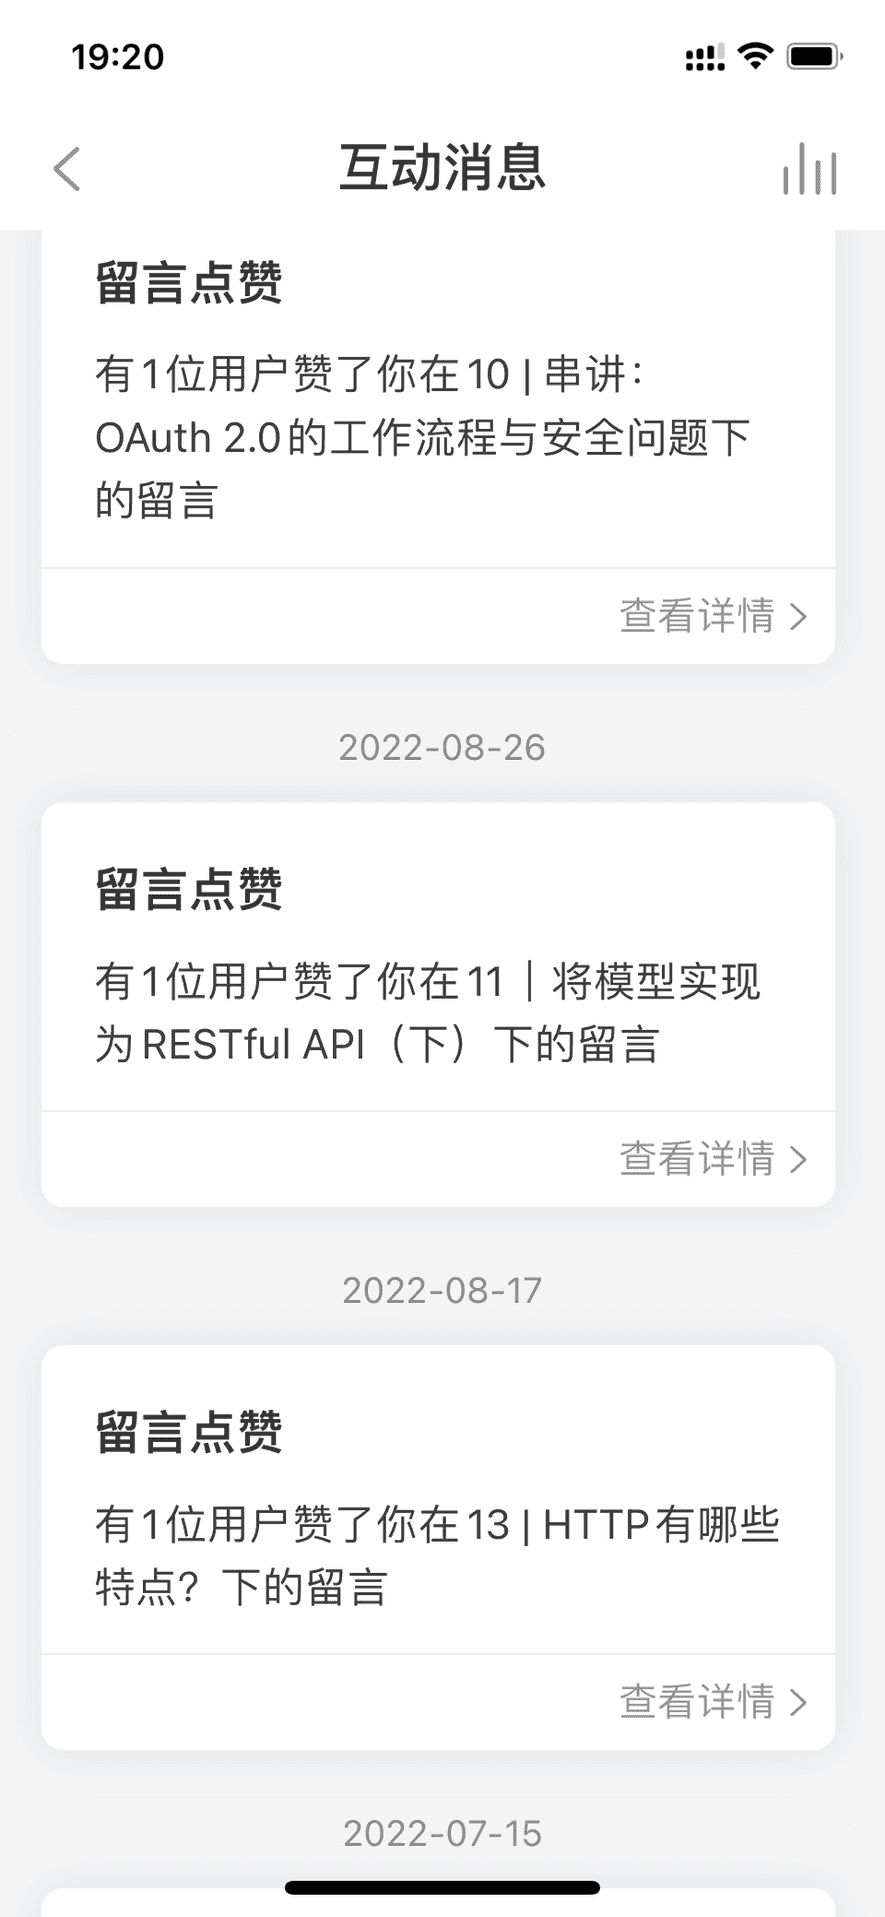 19:20
互动消息
留言点赞
有1位用户赞了你在10 | 串讲：
OAuth 2.0的工作流程与安全问题下
的留言
查看详情
2022-08-26
留言点赞
有1位用户赞了你在11｜将模型实现
为RESTful API（下）下的留言
查看详情
2022-08-17
留言点赞
有1位用户赞了你在13 | HTTP有哪些
特点？下的留言
查看详情
2022-07-15